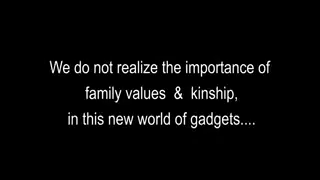 We do not realize the importance of
family values & kinship,
in this new world of gadgets....